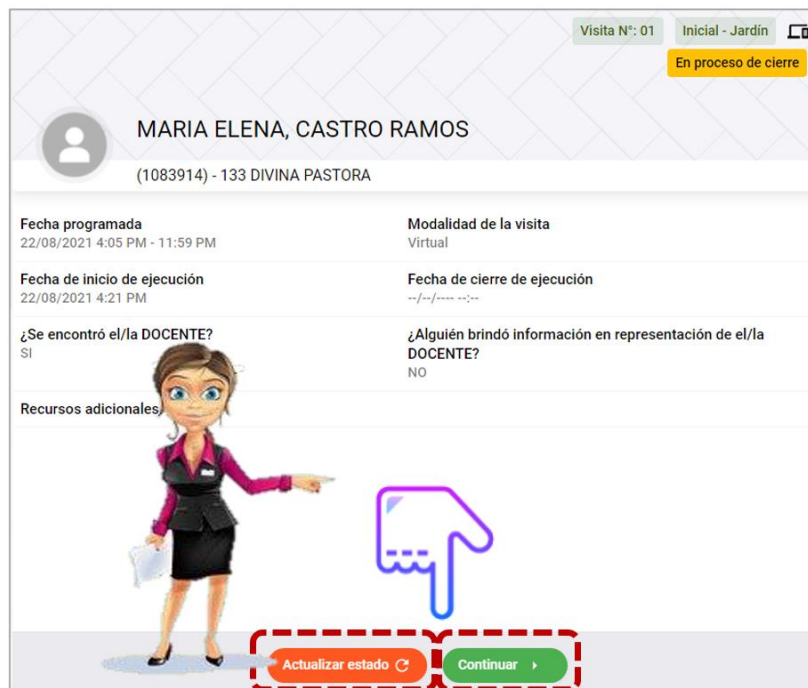 Visita N°: 01 Inicial - Jardín
En proceso de cierre
MARIA ELENA, CASTRO RAMOS
(1083914) - 133 DIVINA PASTORA
Fecha programada Modalidad de la visita
22/08/2021 4:05 PM - 11:59 PM Virtual
Fecha de inicio de ejecución Fecha de cierre de ejecución
22/08/2021 4:21 PM --/--/---- --:--
¿Se encontró el/la DOCENTE? ¿Alguién brindó información en representación de el/la
DOCENTE?
SI
NO
Recursos adicionales
Actualizar estado Continuar